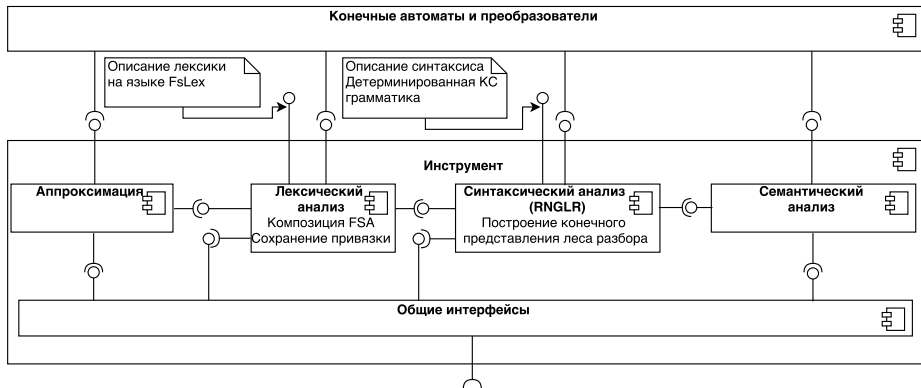 Конечные автоматы и преобразователи
Описание лексики
на языке FsLex
Описание синтаксиса
Детерминированная КС
грамматика
Инструмент
Аппроксимация
Лексический
анализ
Композиция FSA
Сохранение привязки
Синтаксический анализ
(RNGLR)
Построение конечного
представления леса разбора
Семантический
анализ
Общие интерфейсы